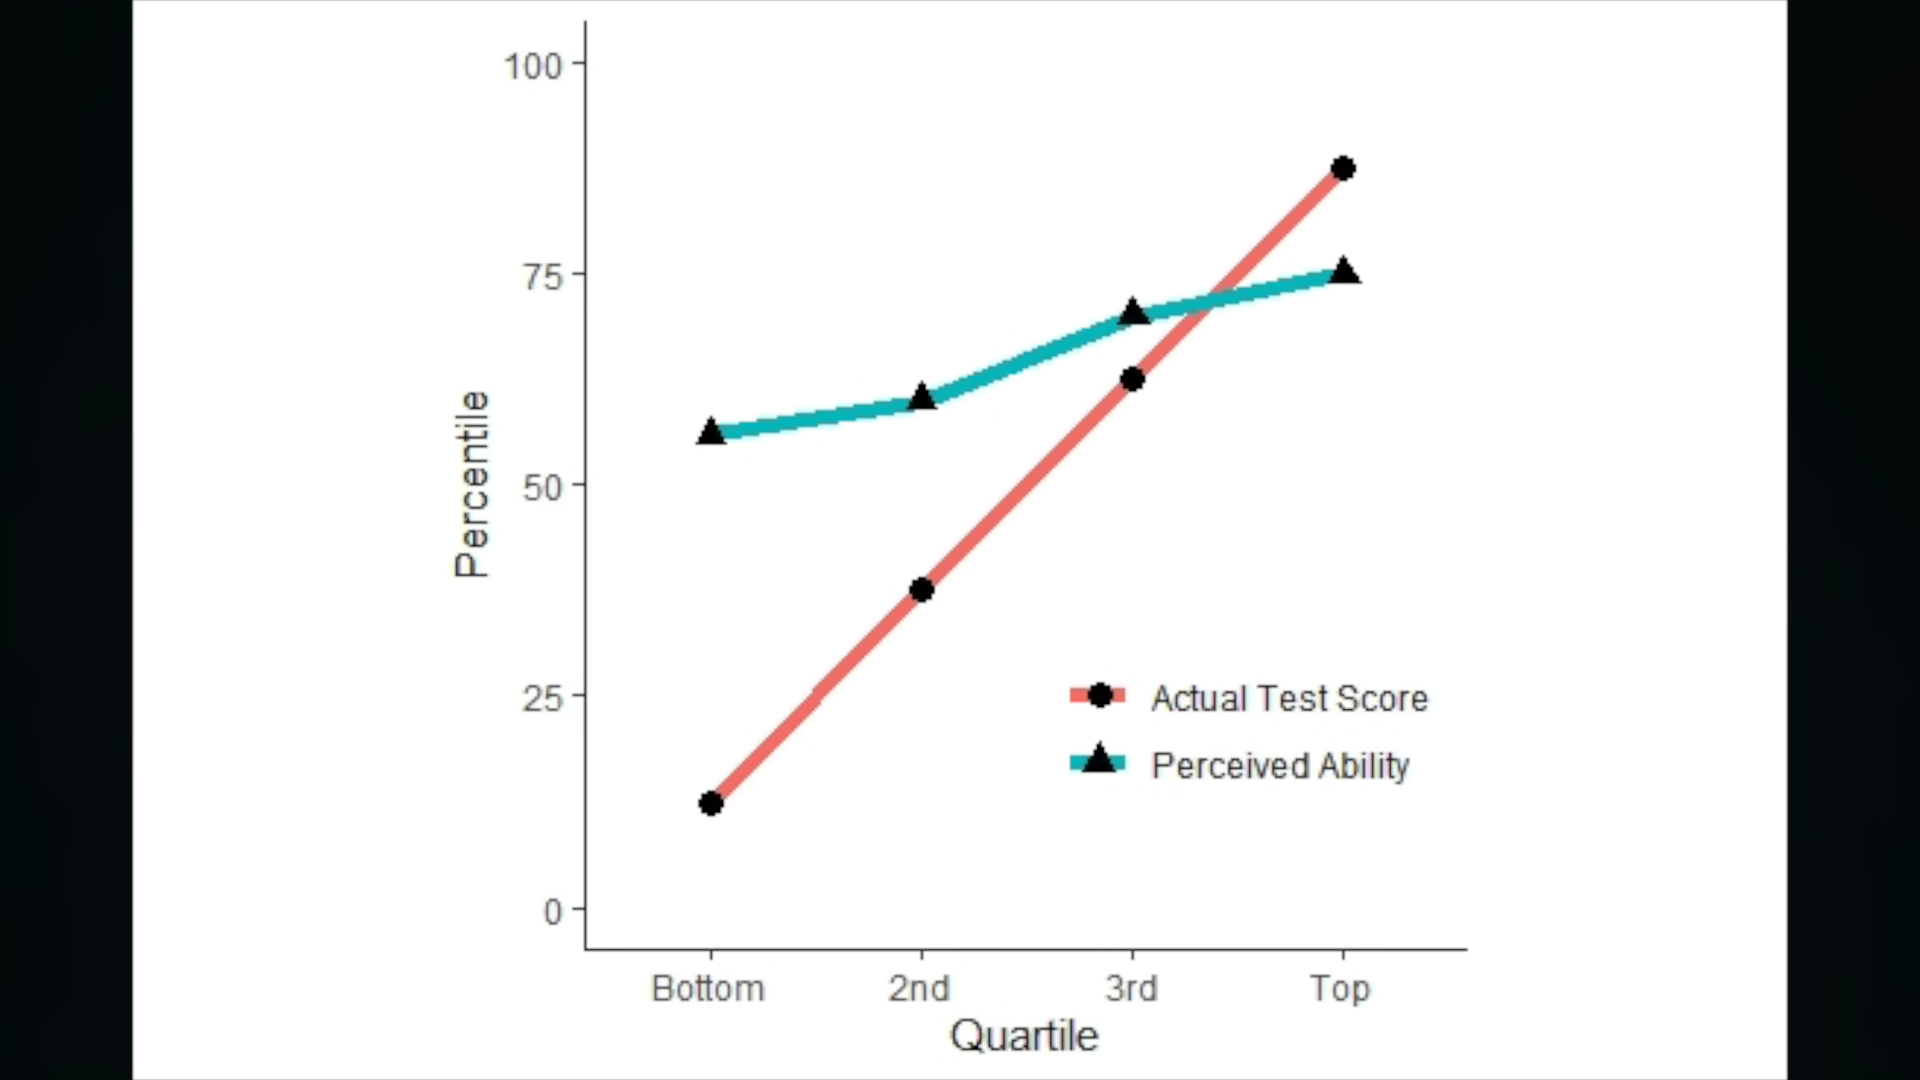 100
75
50
25
0
Percentile
Actual Test Score
Perceived Ability
Bottom
2nd
3rd
Top
Quartile